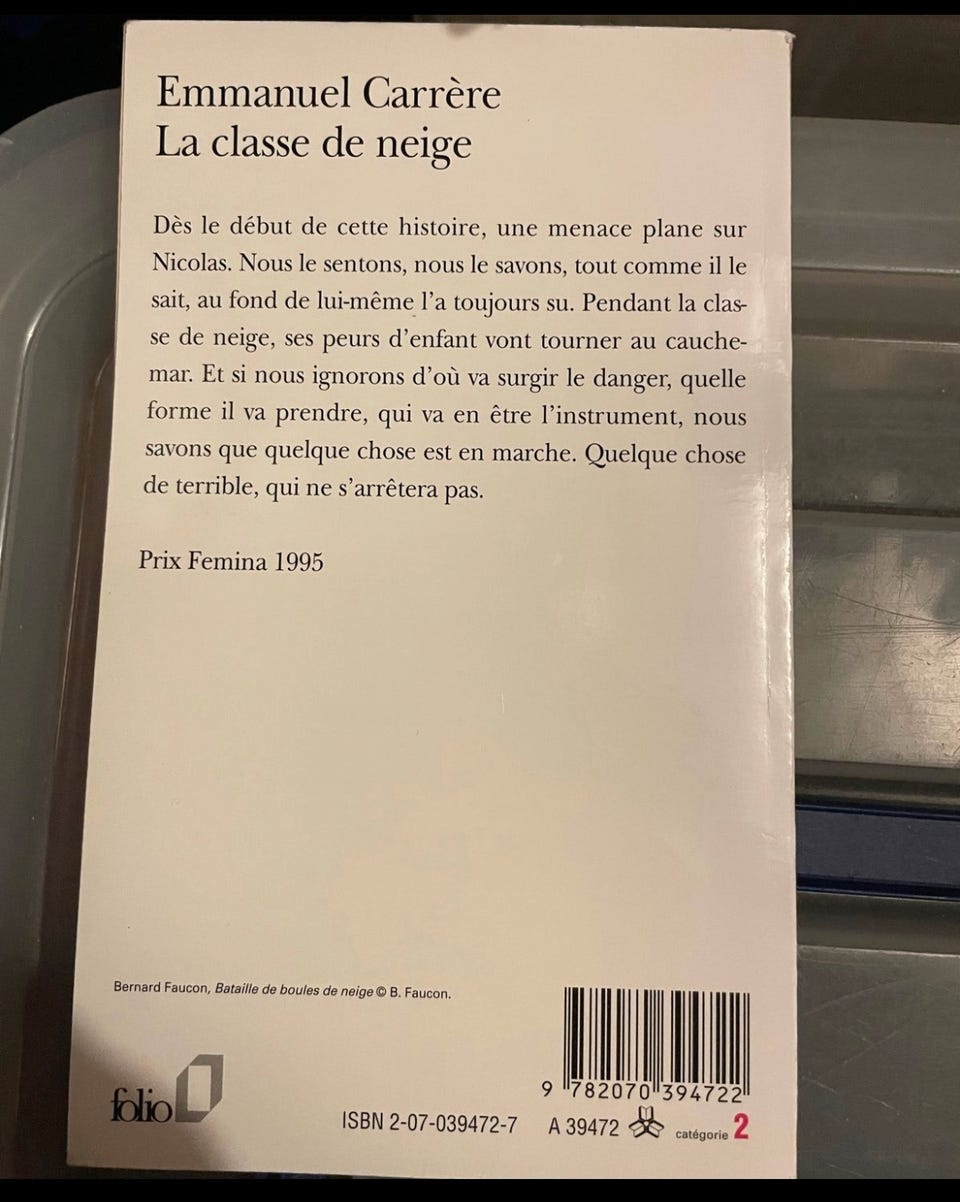 Emmanuel Carrère
La classe de neige
Dès le début de cette histoire, une menace plane sur
Nicolas. Nous le sentons, nous le savons, tout comme il le
sait, au fond de lui-même l'a toujours su. Pendant la clas-
se de neige, ses peurs d'enfant vont tourner au cauche-
mar. Et si nous ignorons d'où va surgir le danger, quelle
forme il va prendre, qui va en être l'instrument, nous
savons que quelque chose est en marche. Quelque chose
de terrible, qui ne s'arrêtera pas.
Prix Femina 1995
Bernard Faucon, Bataille de boules de neige © B. Faucon.
9 782070 394722
folio
ISBN 2-07-039472-7 A 39472 catégorie 2